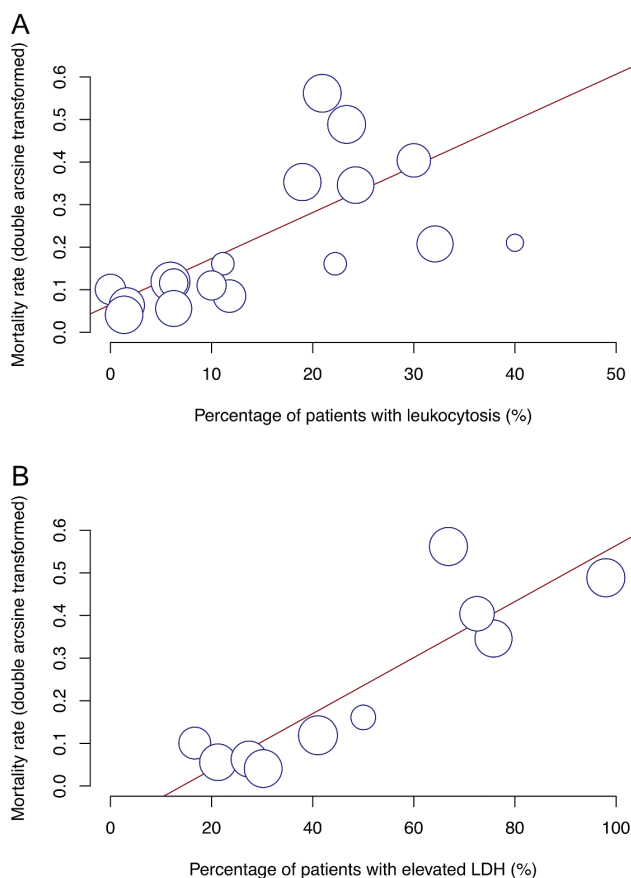 A
Mortality rate (double arcsine transformed)
0.6
0.5
0.4
0.3
0.2
0.1
0.0
0 10 20 30 40 50
Percentage of patients with leukocytosis (%)
B
Mortality rate (double arcsine transformed)
0.6
0.5
0.4
0.3
0.2
0.1
0.0
0 20 40 60 80 100
Percentage of patients with elevated LDH (%)